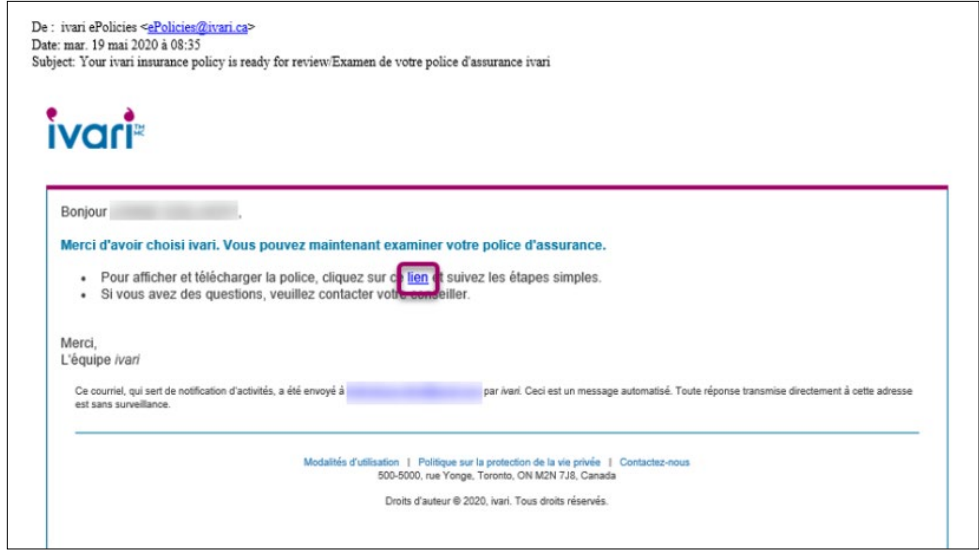 De : ivari ePolicies <ePolicies@ivari.ca>
Date: mar. 19 mai 2020 à 08:35
Subject: Your ivari insurance policy is ready for review/Examen de votre police d'assurance ivari
ivari TM MC
Bonjour ,
Merci d'avoir choisi ivari. Vous pouvez maintenant examiner votre police d'assurance.
• Pour afficher et télécharger la police, cliquez sur ce lien et suivez les étapes simples.
• Si vous avez des questions, veuillez contacter votre conseiller.
Merci,
L'équipe ivari
Ce courriel, qui sert de notification d'activités, a été envoyé à par ivari. Ceci est un message automatisé. Toute réponse transmise directement à cette adresse
est sans surveillance.
Modalités d'utilisation | Politique sur la protection de la vie privée | Contactez-nous
500-5000, rue Yonge, Toronto, ON M2N 7J8, Canada
Droits d'auteur © 2020, ivari. Tous droits réservés.